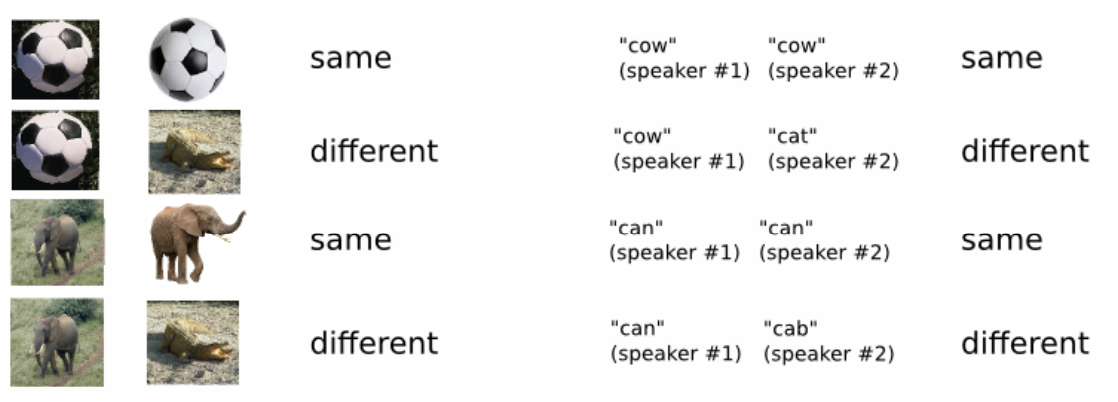 same
"cow" "cow"
(speaker #1) (speaker #2)
same
different
"cow" "cat"
(speaker #1) (speaker #2)
different
same
"can" "can"
(speaker #1) (speaker #2)
same
different
"can" "cab"
(speaker #1) (speaker #2)
different